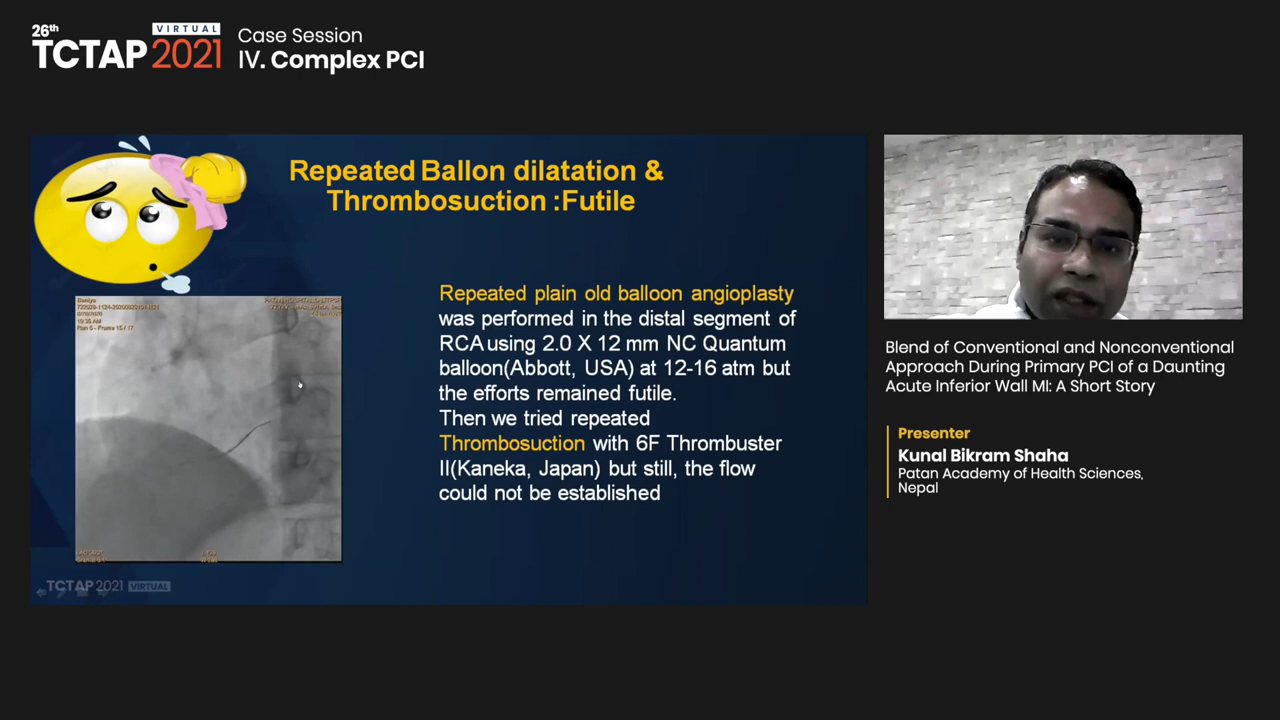 26th
VIRTUAL
TCTAP 2021
Case Session
IV. Complex PCI
Repeated Ballon dilatation &
Thrombosuction :Futile
Repeated plain old balloon angioplasty
was performed in the distal segment of
RCA using 2.0 X 12 mm NC Quantum
balloon(Abbott, USA) at 12-16 atm but
the efforts remained futile.
Then we tried repeated
Thrombosuction with 6F Thrombuster
II(Kaneka, Japan) but still, the flow
could not be established
TCTAP 2021 VIRTUAL
Blend of Conventional and Nonconventional
Approach During Primary PCI of a Daunting
Acute Inferior Wall MI: A Short Story
Presenter
Kunal Bikram Shaha
Patan Academy of Health Sciences,
Nepal